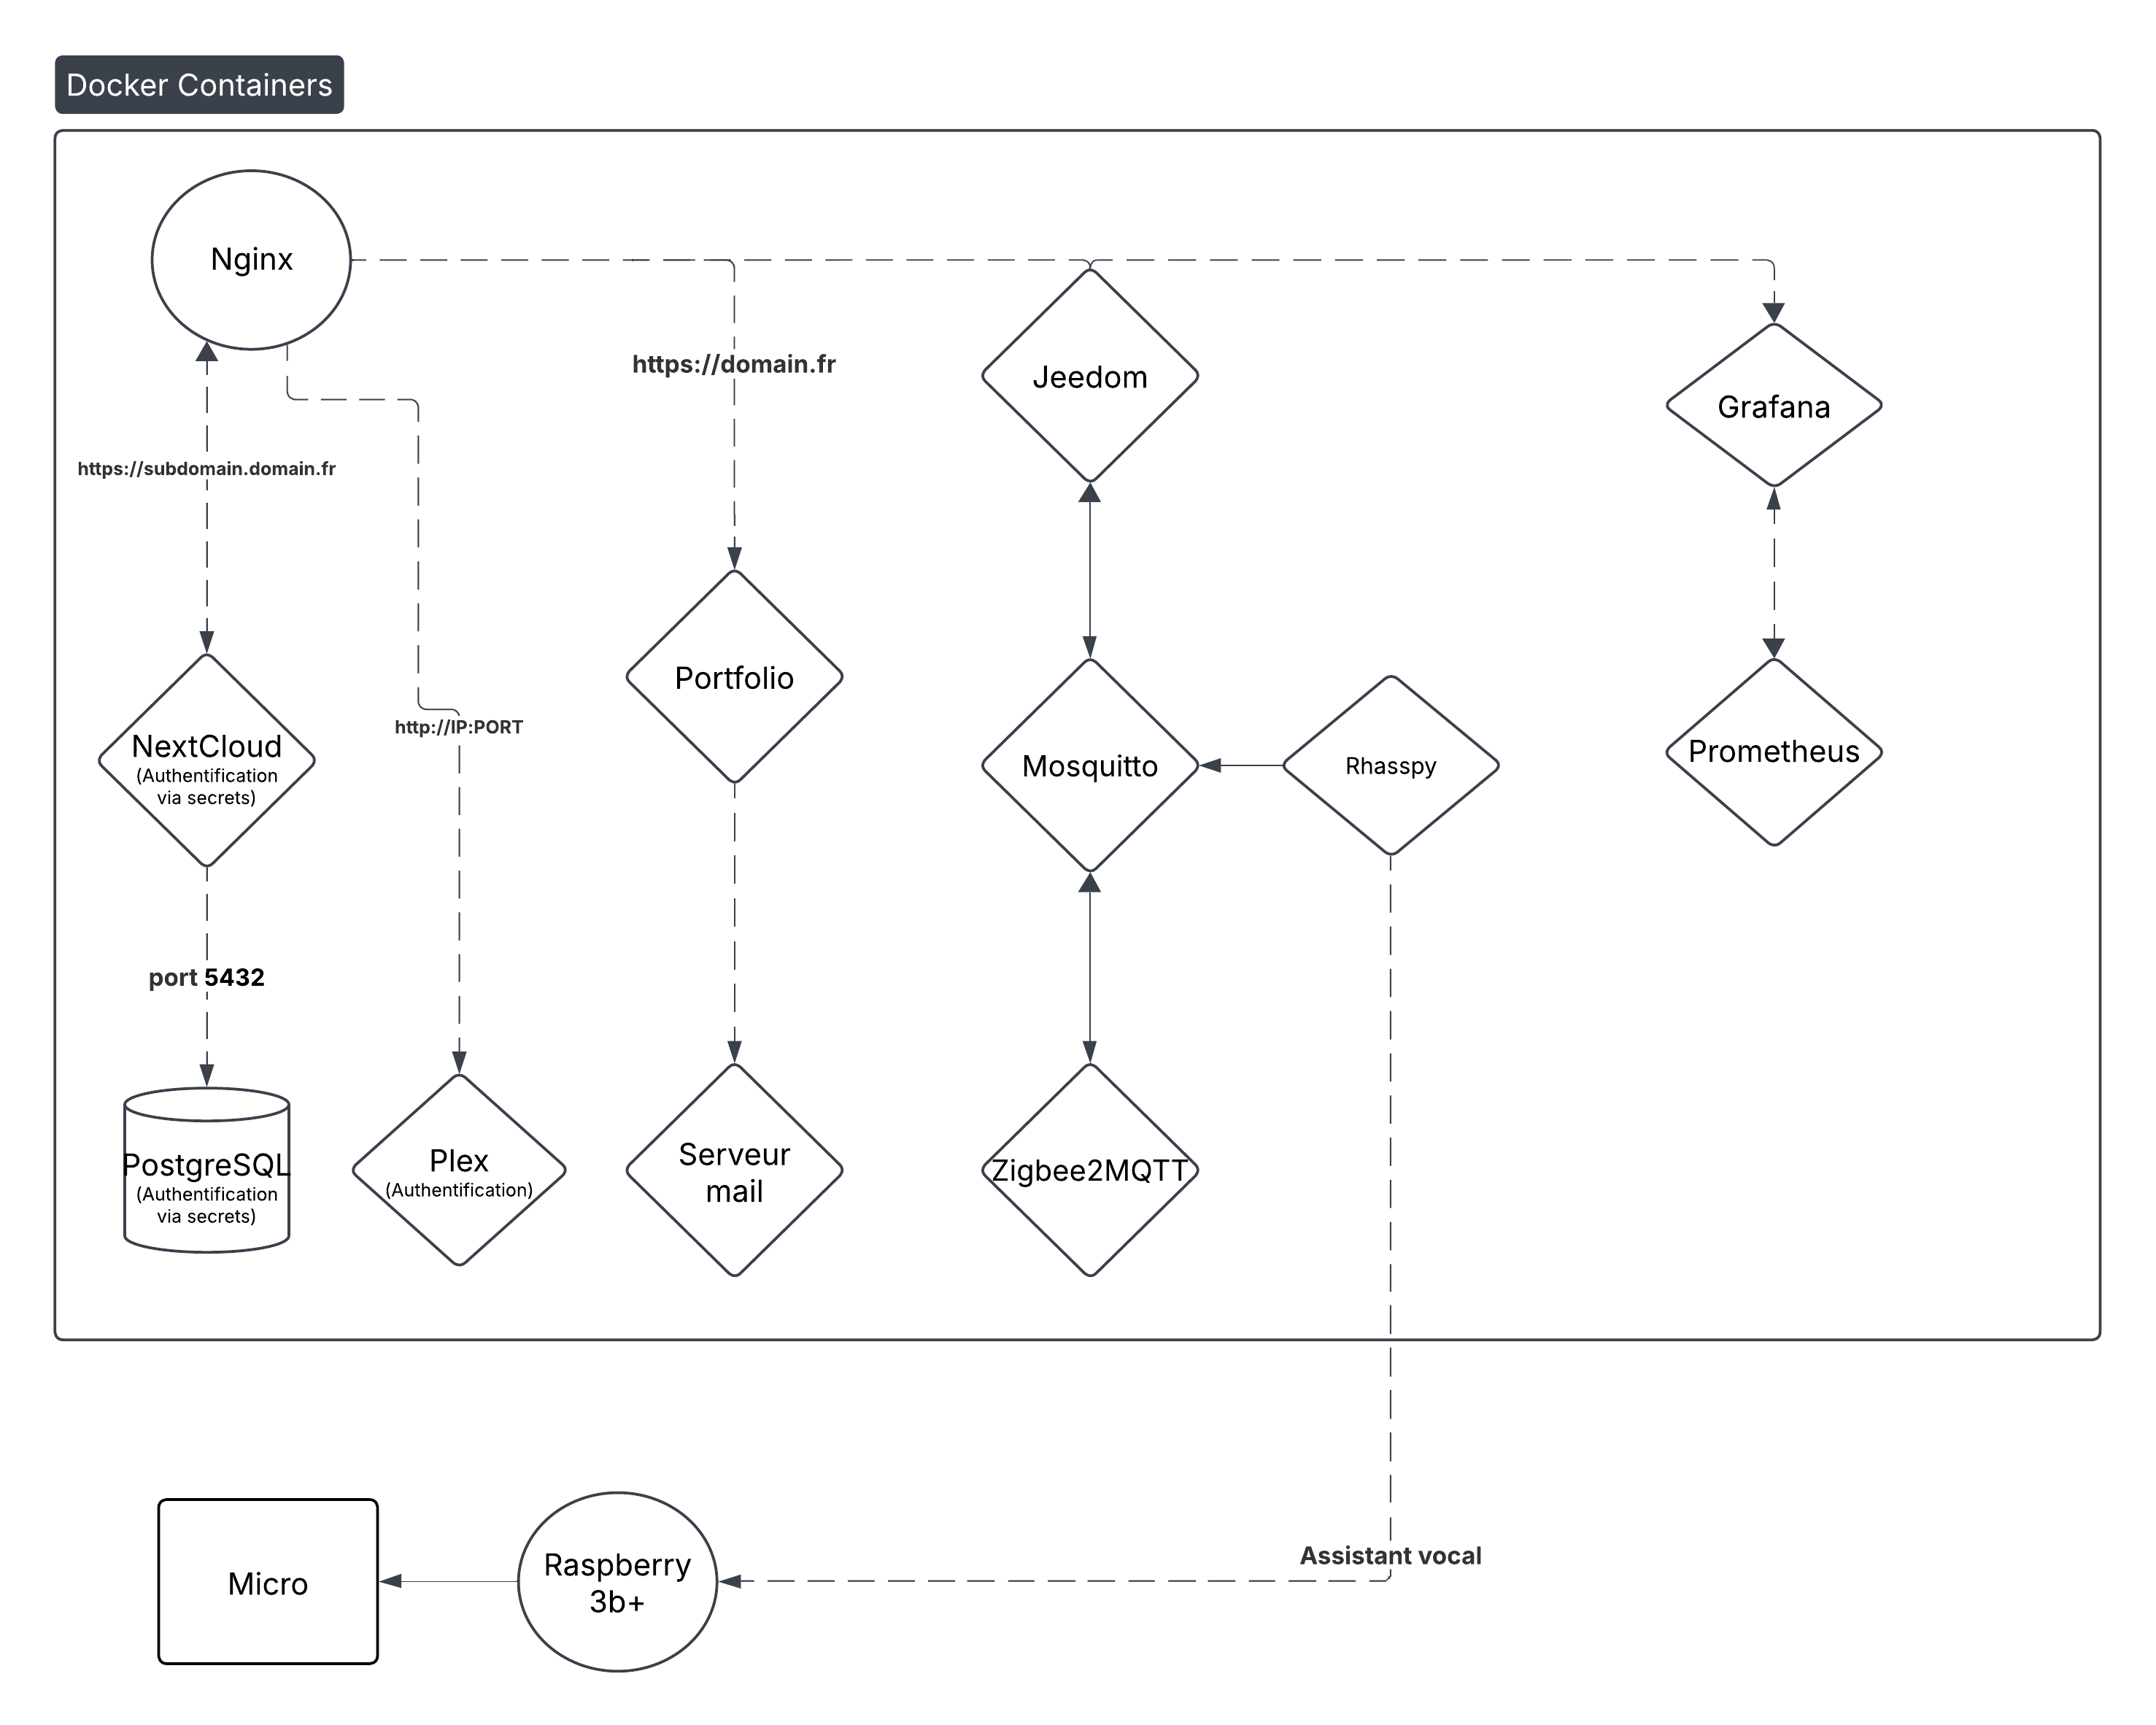 Docker Containers
Nginx
https://domain.fr
Jeedom
Grafana
https://subdomain.domain.fr
Portfolio
http://IP:PORT
NextCloud
(Authentification
via secrets)
Mosquitto
Rhasspy
Prometheus
port 5432
PostgreSQL
(Authentification
via secrets)
Plex
(Authentification)
Serveur
mail
Zigbee2MQTT
Assistant vocal
Micro
Raspberry
3b+